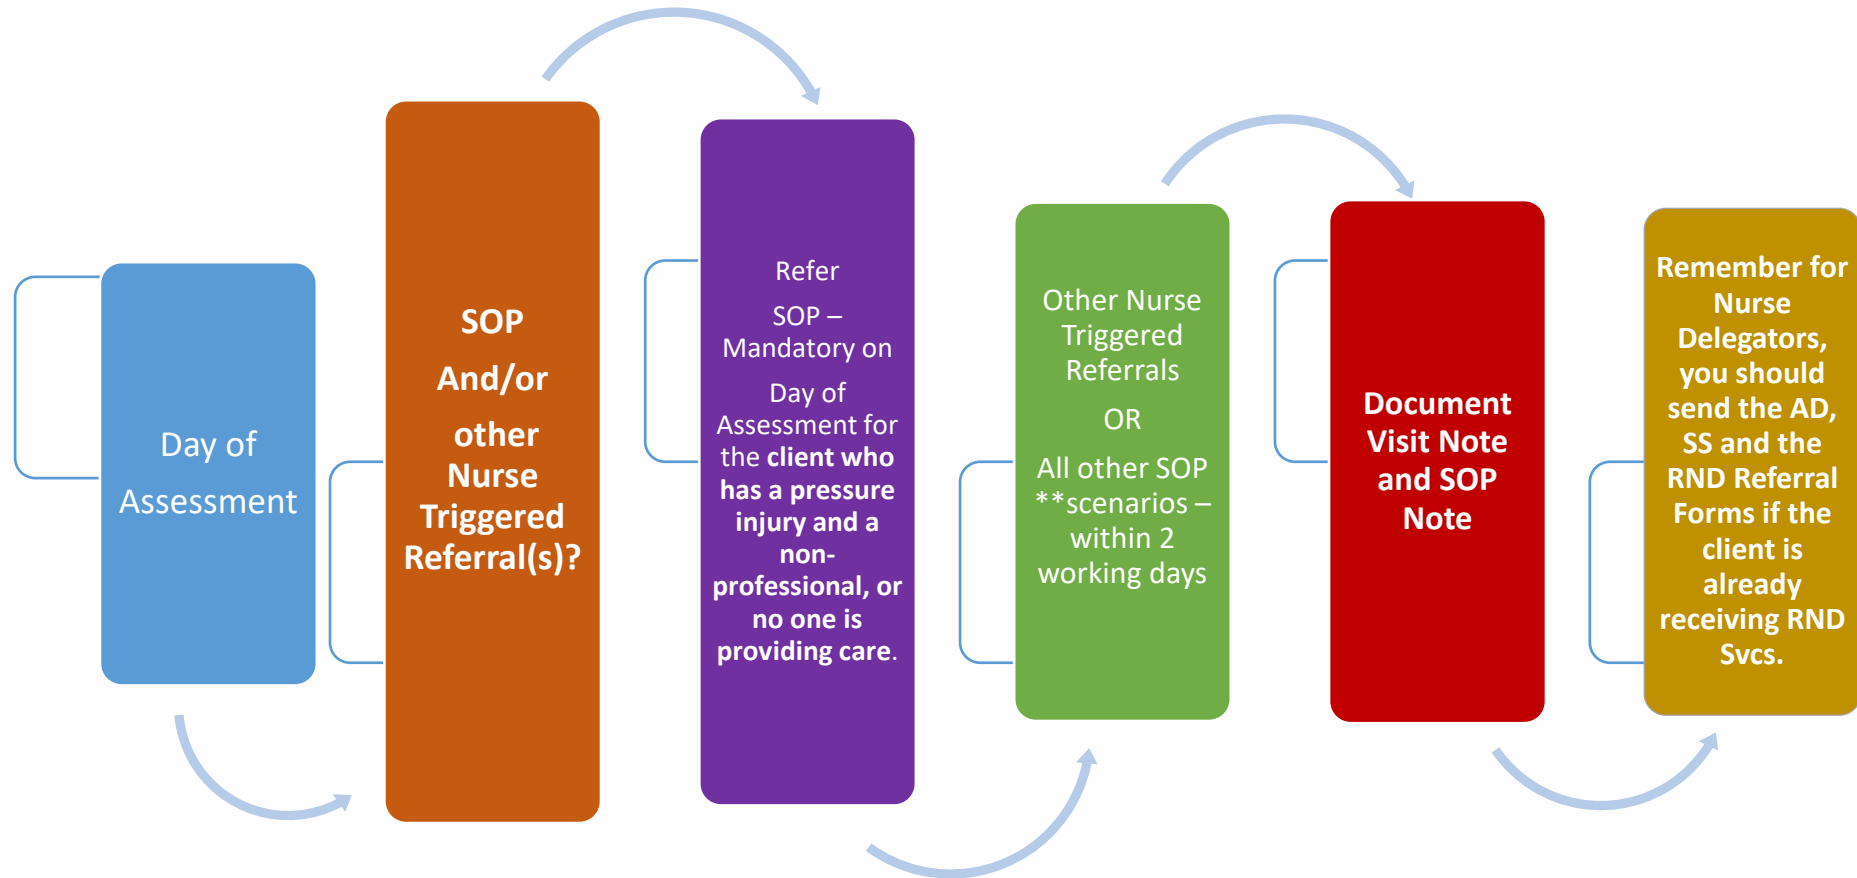 Day of
Assessment
SOP
And/or
other
Nurse
Triggered
Referral(s)?
Refer
SOP –
Mandatory on
Day of
Assessment for
the client who
has a pressure
injury and a
non-
professional, or
no one is
providing care.
Other Nurse
Triggered
Referrals
OR
All other SOP
**scenarios –
within 2
working days
Document
Visit Note
and SOP
Note
Remember for
Nurse
Delegators,
you should
send the AD,
SS and the
RND Referral
Forms if the
client is
already
receiving RND
Svcs.